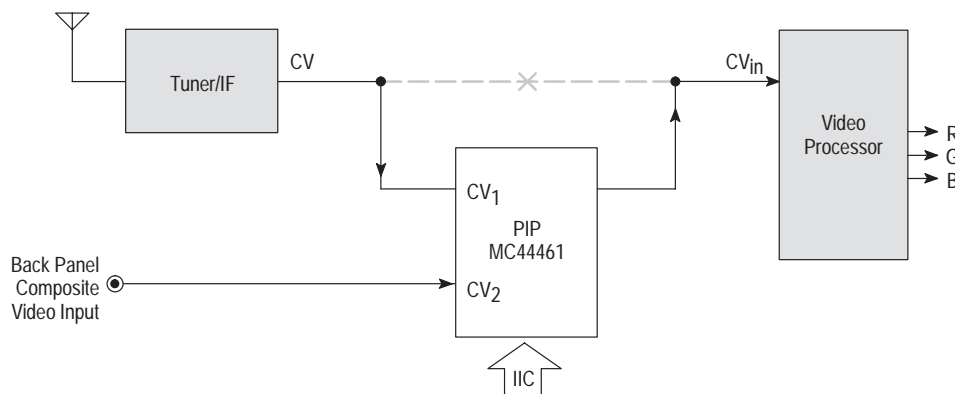 Tuner/IF
CV
CVin
Video
Processor
R
G
B
CV1
PIP
MC44461
CV2
Back Panel
Composite
Video Input
IIC